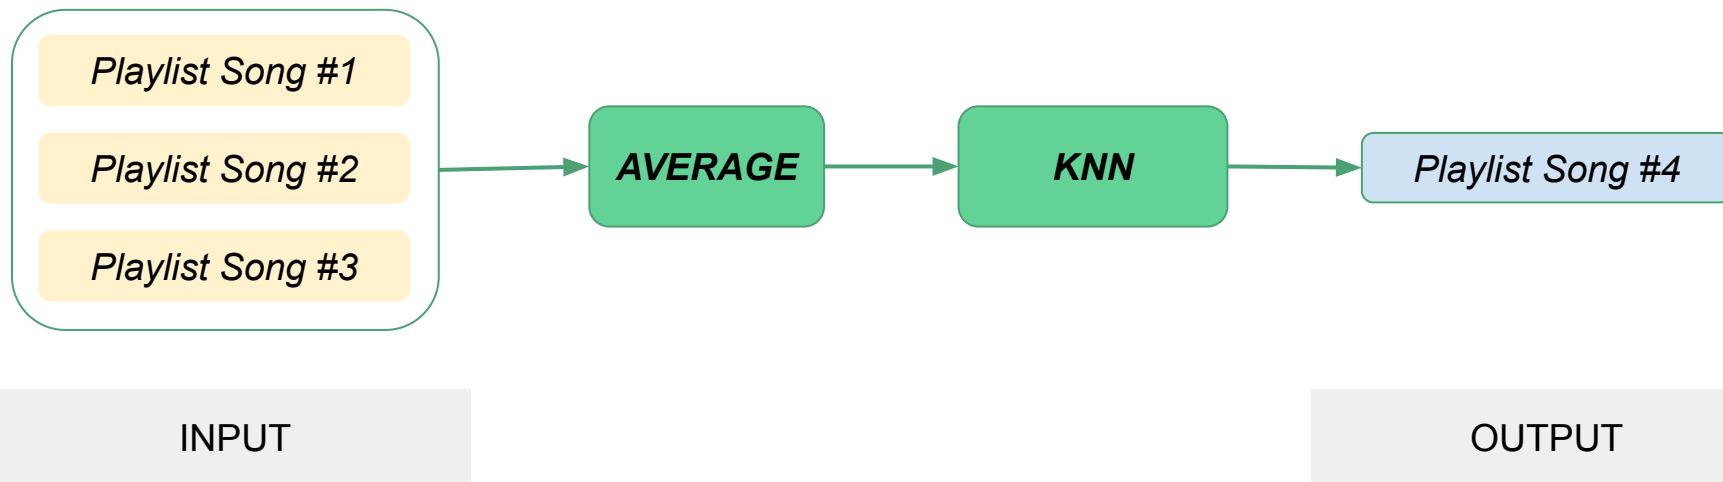 Playlist Song #1
Playlist Song #2
Playlist Song #3
AVERAGE
KNN
Playlist Song #4
INPUT
OUTPUT